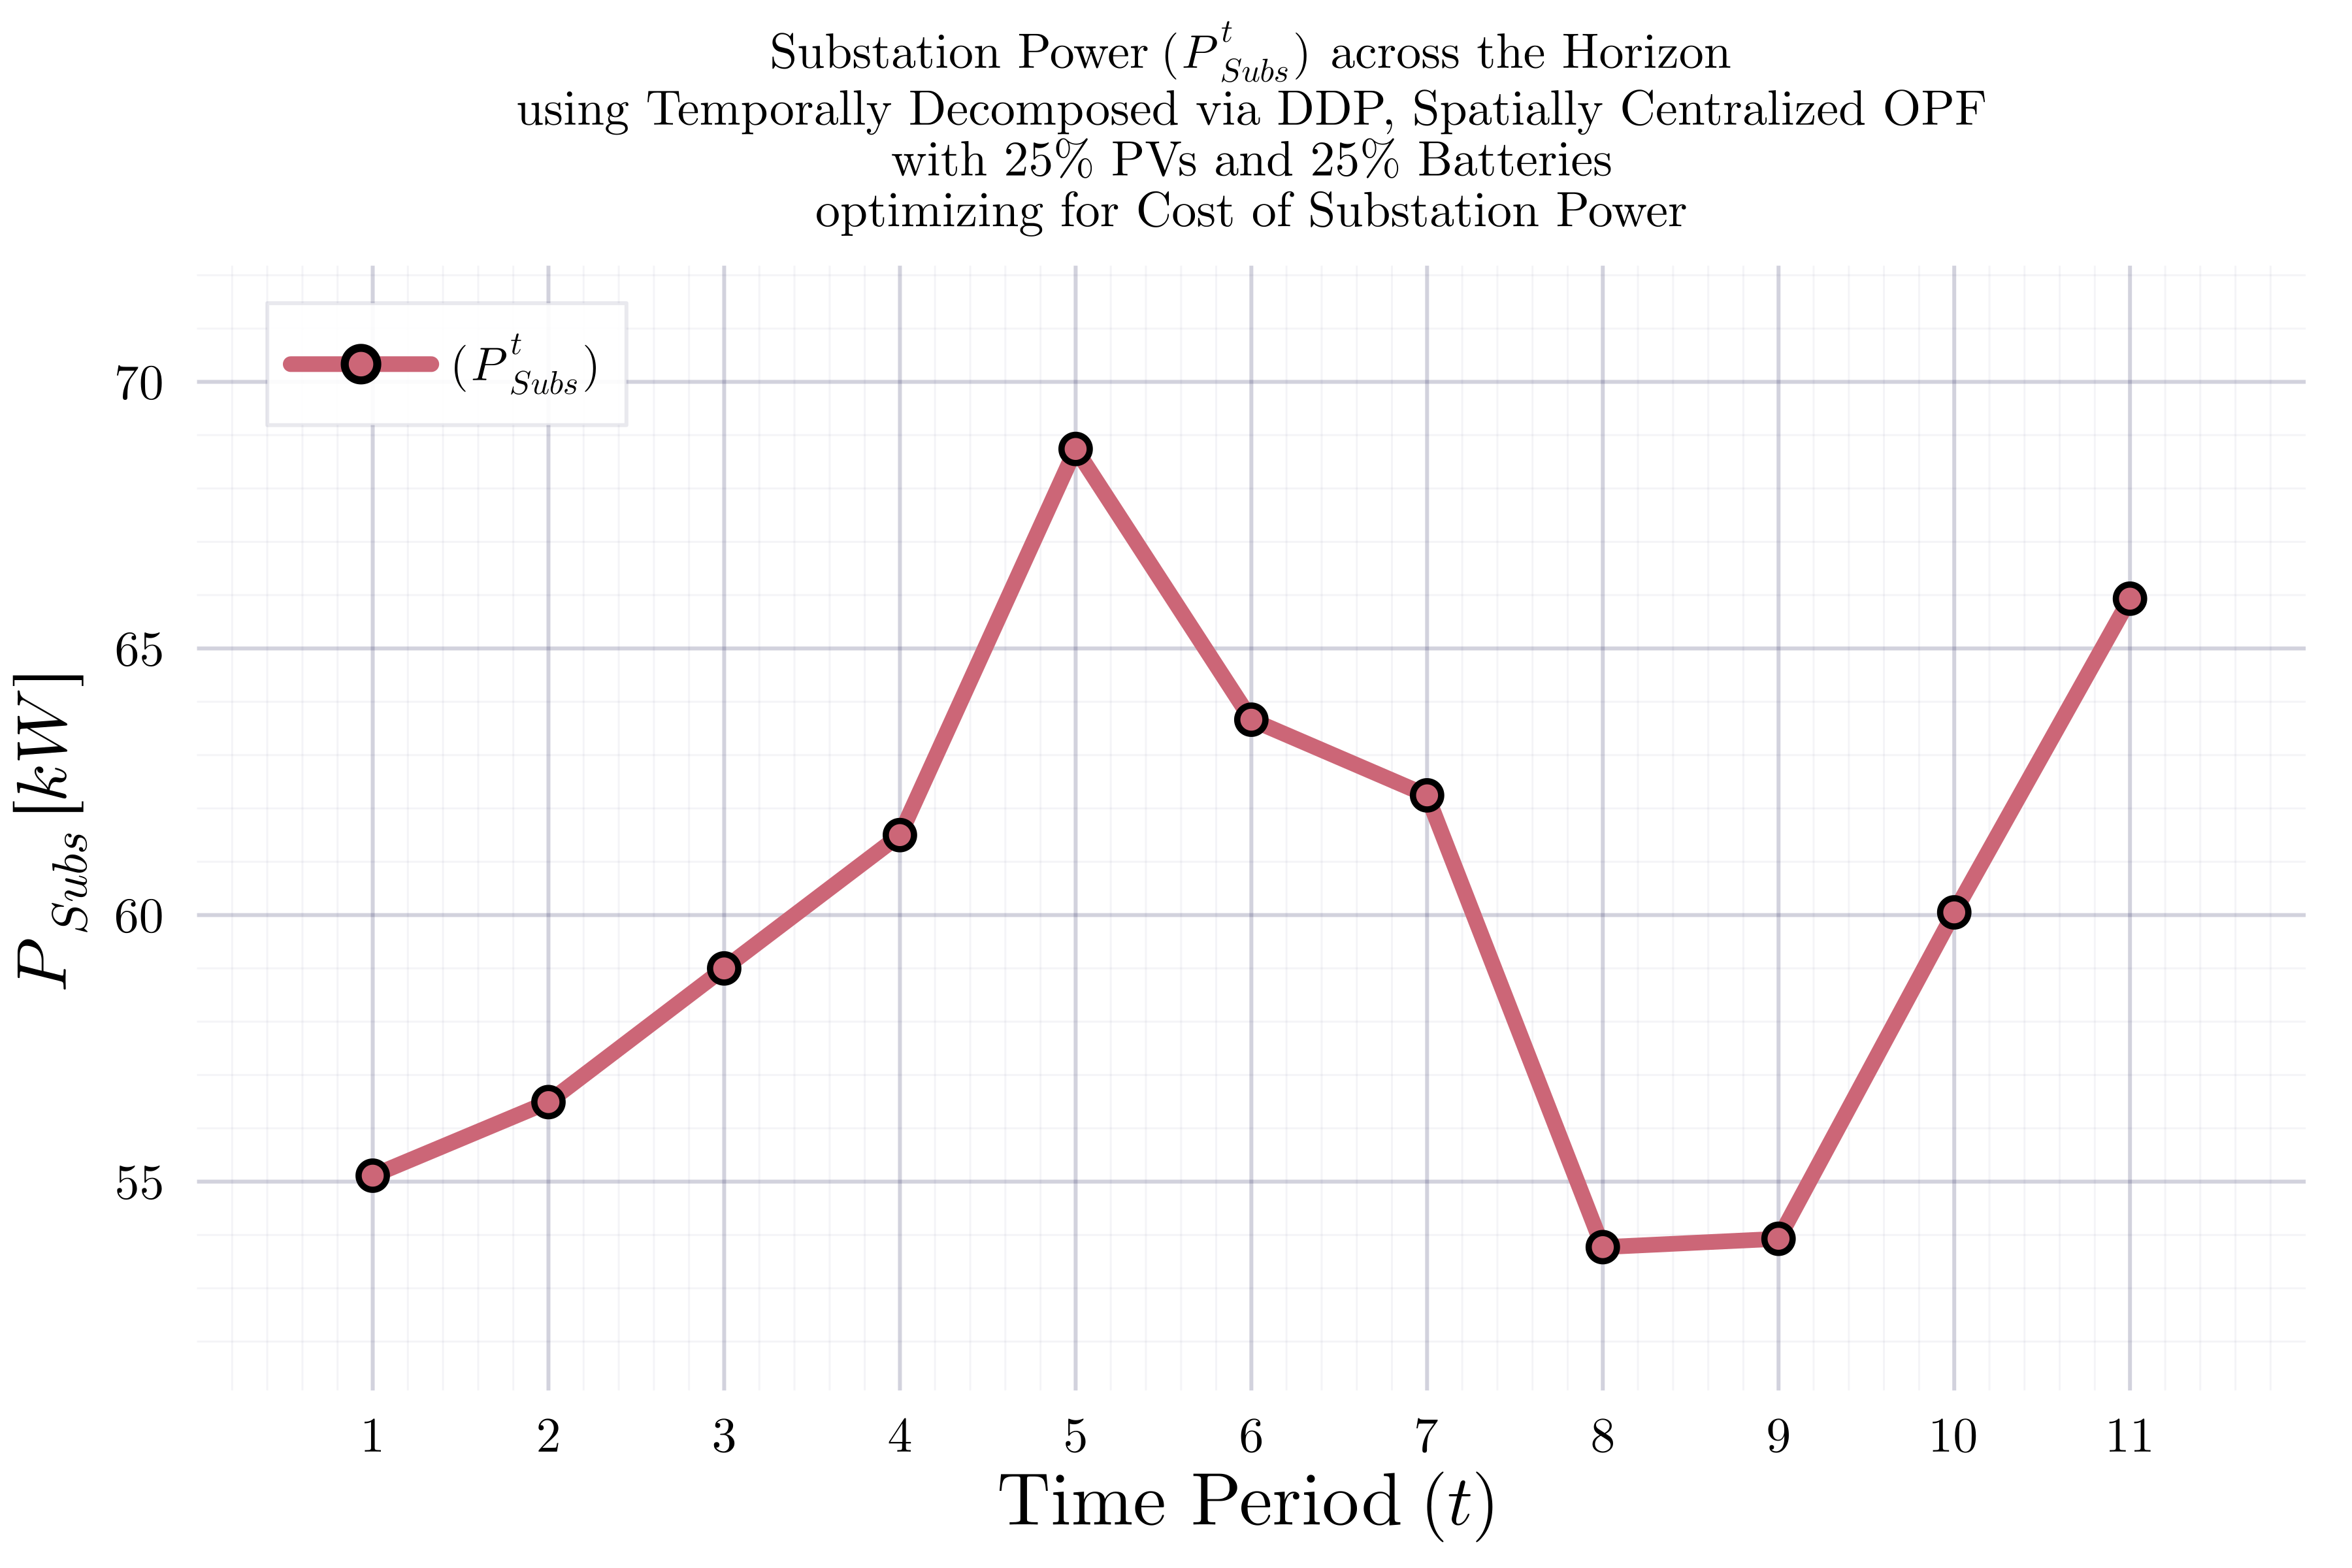 Substation Power (P^t_Subs) across the Horizon
using Temporally Decomposed via DDP, Spatially Centralized OPF
with 25% PVs and 25% Batteries
optimizing for Cost of Substation Power
(P^t_Subs)
P_Subs [kW]
70
65
60
55
1 2 3 4 5 6 7 8 9 10 11
Time Period (t)